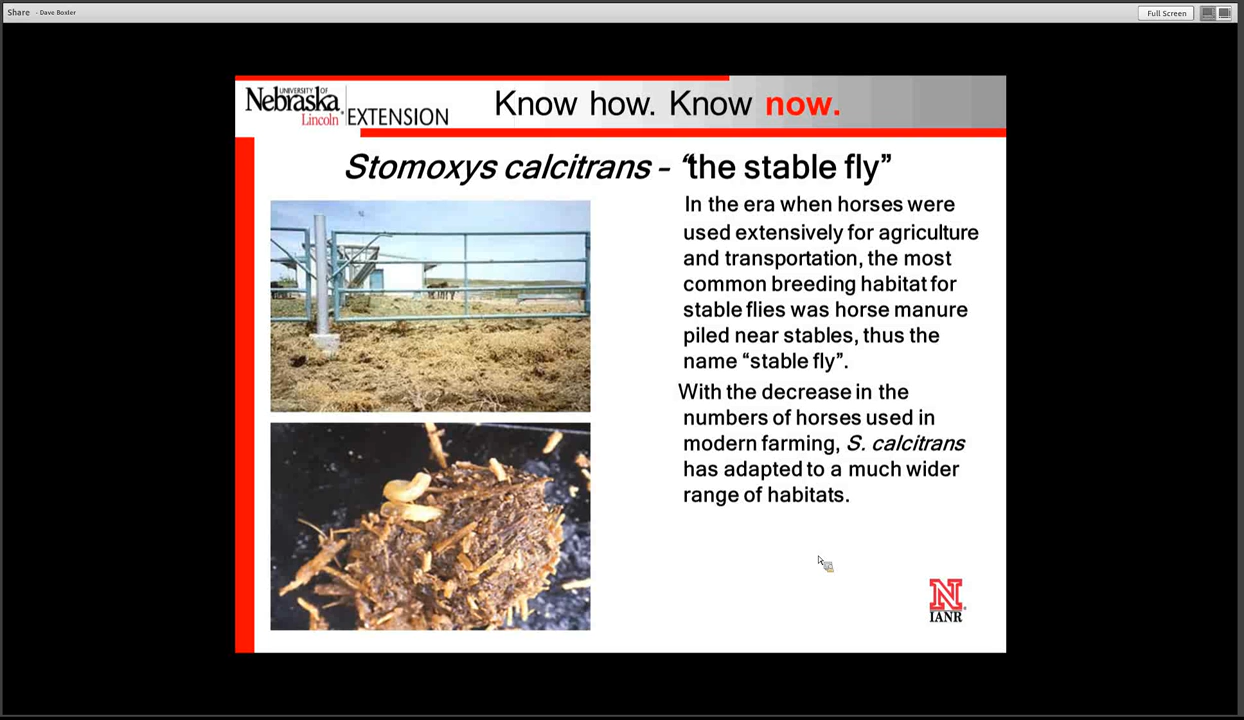 Share - Dave Boxler
Full Screen
UNIVERSITY OF
Nebraska
Lincoln
EXTENSION
Know how. Know now.
Stomoxys calcitrans – “the stable fly”
In the era when horses were
used extensively for agriculture
and transportation, the most
common breeding habitat for
stable flies was horse manure
piled near stables, thus the
name “stable fly”.
With the decrease in the
numbers of horses used in
modern farming, S. calcitrans
has adapted to a much wider
range of habitats.
N
IANR